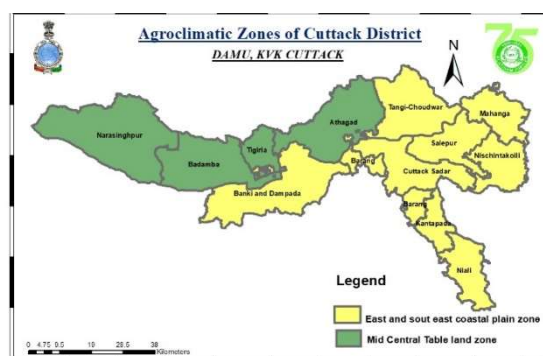 Agroclimatic Zones of Cuttack District
DAMU, KVK CUTTACK
75
N
Tangi-Choudwar
Mahanga
Athagad
Narasinghpur
Salepur
Tigiria
Nischintakoili
Badamba
Barang
Cuttack Sadar
Banki and Dampada
Barang
Kantapada
Niali
Legend
East and sout east coastal plain zone
Mid Central Table land zone
0 4.75 9.5 19 28.5 38
Kilometers